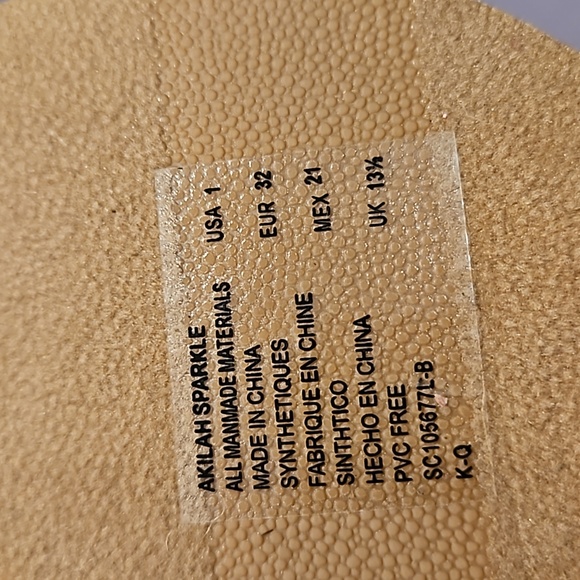 AKILAH SPARKLE
ALL MANMADE MATERIALS USA 1
MADE IN CHINA EUR 32
SYNTHETIQUES
FABRIQUE EN CHINE MEX 21
SINTHTICO
HECHO EN CHINA UK 13½
PVC FREE
SC105677L-B
K-Q